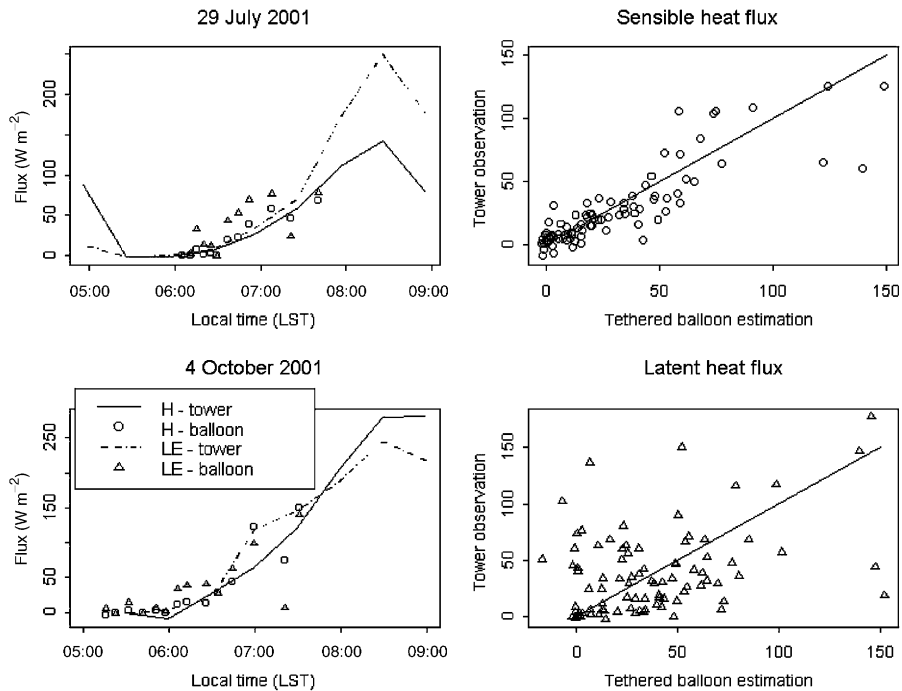 29 July 2001
Flux (W m-2)
200
100
50
0
05:00 06:00 07:00 08:00 09:00
Local time (LST)
Sensible heat flux
Tower observation
150
100
50
0
0 50 100 150
Tethered balloon estimation
4 October 2001
H - tower
H - balloon
LE - tower
LE - balloon
Flux (W m-2)
250
150
50
0
05:00 06:00 07:00 08:00 09:00
Local time (LST)
Latent heat flux
Tower observation
150
100
50
0
0 50 100 150
Tethered balloon estimation